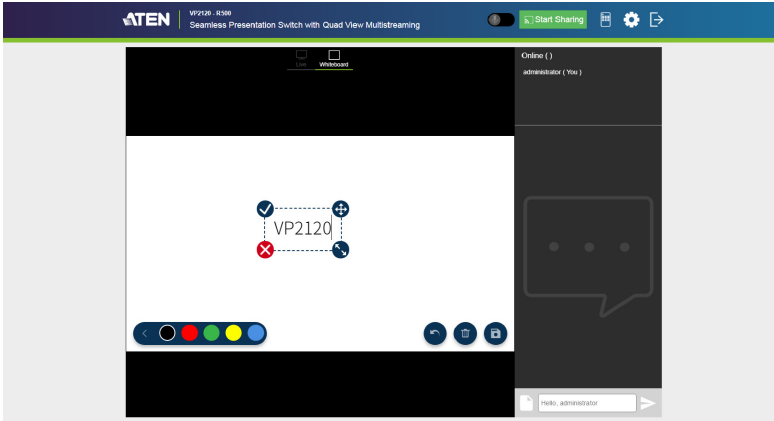 ATEN
VP2120 - R500
Seamless Presentation Switch with Quad View Multistreaming
Start Sharing
Live
Whiteboard
Online ( )
administrator ( You )
VP2120
Hello, administrator